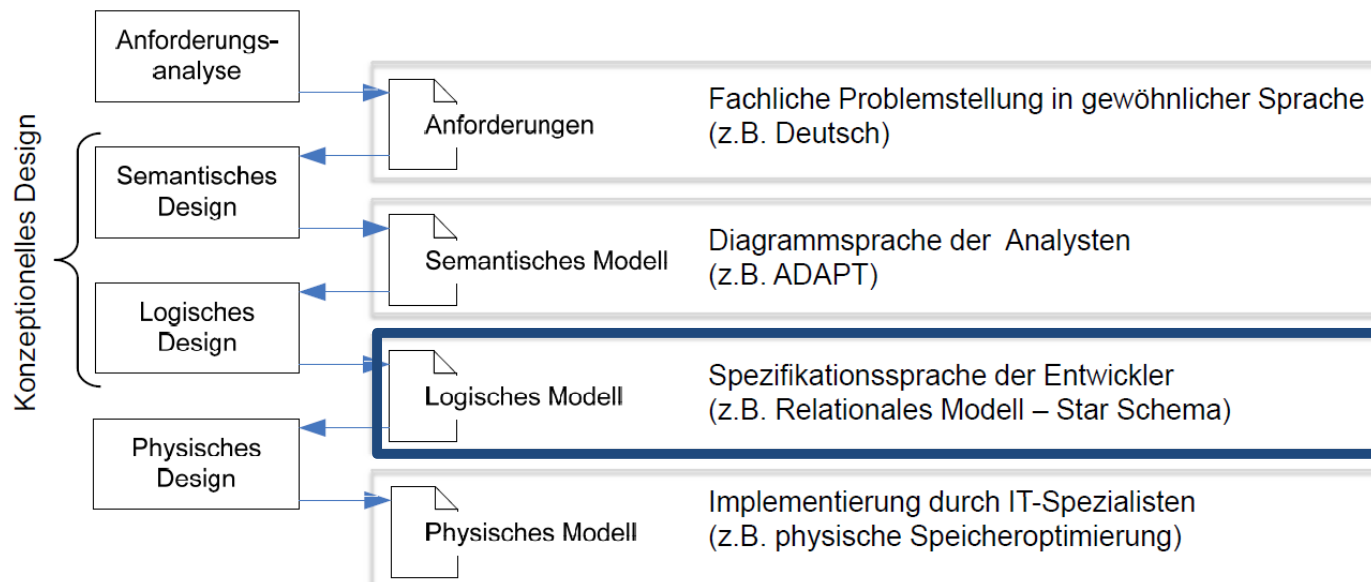 Anforderungs-
analyse
Anforderungen
Fachliche Problemstellung in gewöhnlicher Sprache
(z.B. Deutsch)
Konzeptionelles Design
Semantisches
Design
Semantisches Modell
Diagrammsprache der Analysten
(z.B. ADAPT)
Logisches
Design
Logisches Modell
Spezifikationssprache der Entwickler
(z.B. Relationales Modell – Star Schema)
Physisches
Design
Physisches Modell
Implementierung durch IT-Spezialisten
(z.B. physische Speicheroptimierung)